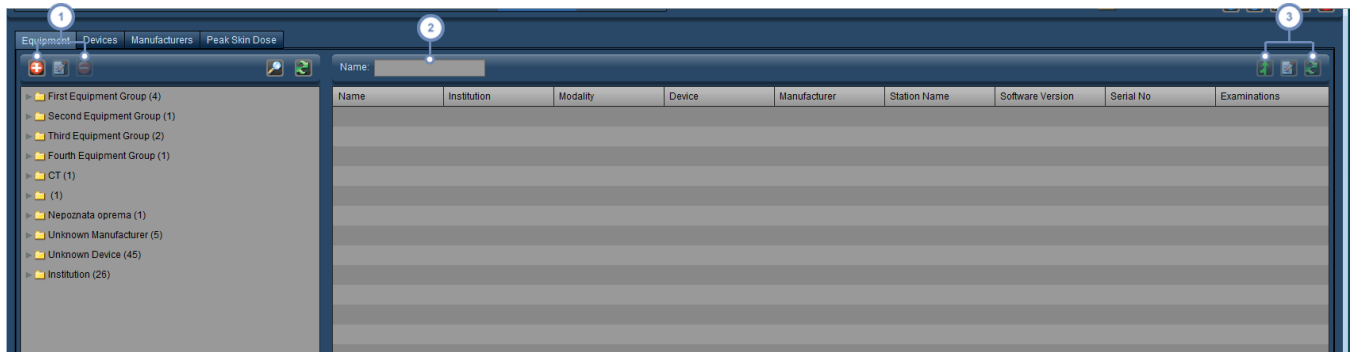 1
2
3
Equipment Devices Manufacturers Peak Skin Dose
Name:
Name Institution Modality Device Manufacturer Station Name Software Version Serial No Examinations
First Equipment Group (4)
Second Equipment Group (1)
Third Equipment Group (2)
Fourth Equipment Group (1)
CT (1)
(1)
Nepoznata oprema (1)
Unknown Manufacturer (5)
Unknown Device (45)
Institution (26)